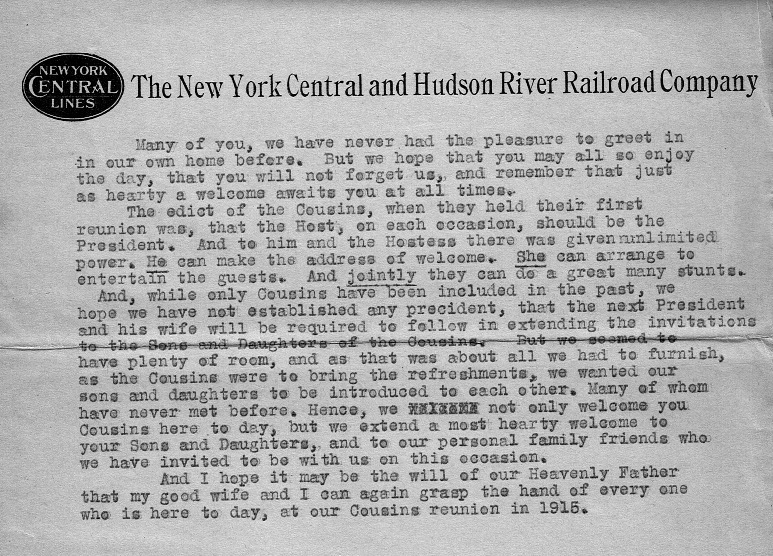 NEW YORK
CENTRAL
LINES
The New York Central and Hudson River Railroad Company
Many of you, we have never had the pleasure to greet in
in our own home before. But we hope that you may all so enjoy
the day, that you will not forget us, and remember that just
as hearty a welcome awaits you at all times.
The edict of the Cousins, when they held their first
reunion was, that the Host, on each occasion, should be the
President. And to him and the Hostess there was given unlimited
power. He can make the address of welcome. She can arrange to
entertain the guests. And jointly they can do a great many stunts.
And, while only Cousins have been included in the past, we
hope we have not established any precident, that the next President
and his wife will be required to follow in extending the invitations
to the Sons and Daughters of the Cousins. But we seemed to
have plenty of room, and as that was about all we had to furnish,
as the Cousins were to bring the refreshments, we wanted our
sons and daughters to be introduced to each other. Many of whom
have never met before. Hence, we not only welcome you
Cousins here to day, but we extend a most hearty welcome to
your Sons and Daughters, and to our personal family friends who
we have invited to be with us on this occasion.
And I hope it may be the will of our Heavenly Father
that my good wife and I can again grasp the hand of every one
who is here to day, at our Cousins reunion in 1915.